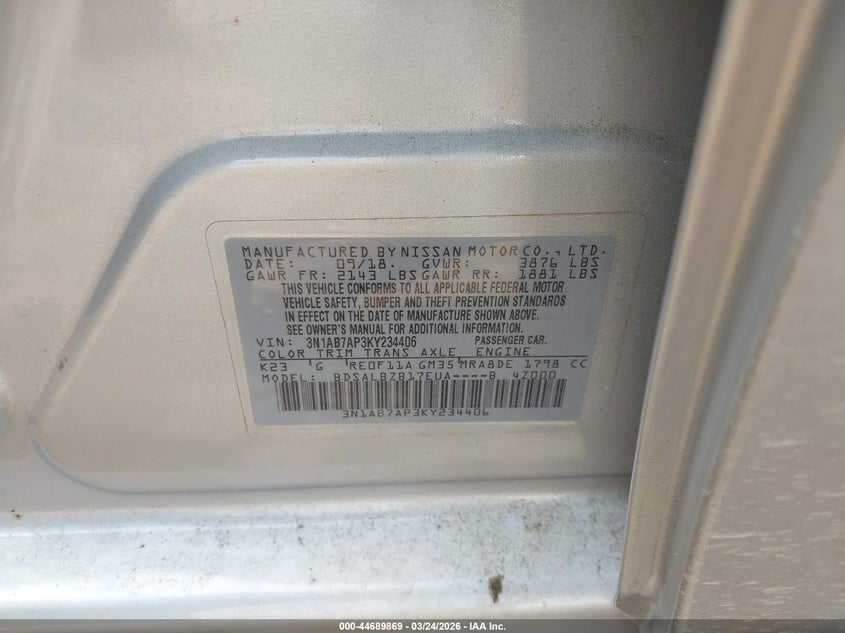 MANUFACTURED BY NISSAN MOTOR CO., LTD.
DATE: 09/18. GVWR: 3876 LBS
GAWR FR: 2143 LBS GAWR RR: 1881 LBS
THIS VEHICLE CONFORMS TO ALL APPLICABLE FEDERAL MOTOR
VEHICLE SAFETY, BUMPER AND THEFT PREVENTION STANDARDS
IN EFFECT ON THE DATE OF MANUFACTURE SHOWN ABOVE.
SEE OWNER'S MANUAL FOR ADDITIONAL INFORMATION.
VIN: 3N1AB7AP3KY234406 PASSENGER CAR.
COLOR TRIM TRANS AXLE ENGINE
K23 G RE0F11A GM35 MRA8DE 1798 CC
MODEL: BDSALBZB17EUA----B 4Z000
3N1AB7AP3KY234406
000-44689869 - 03/24/2026 - IAA Inc.